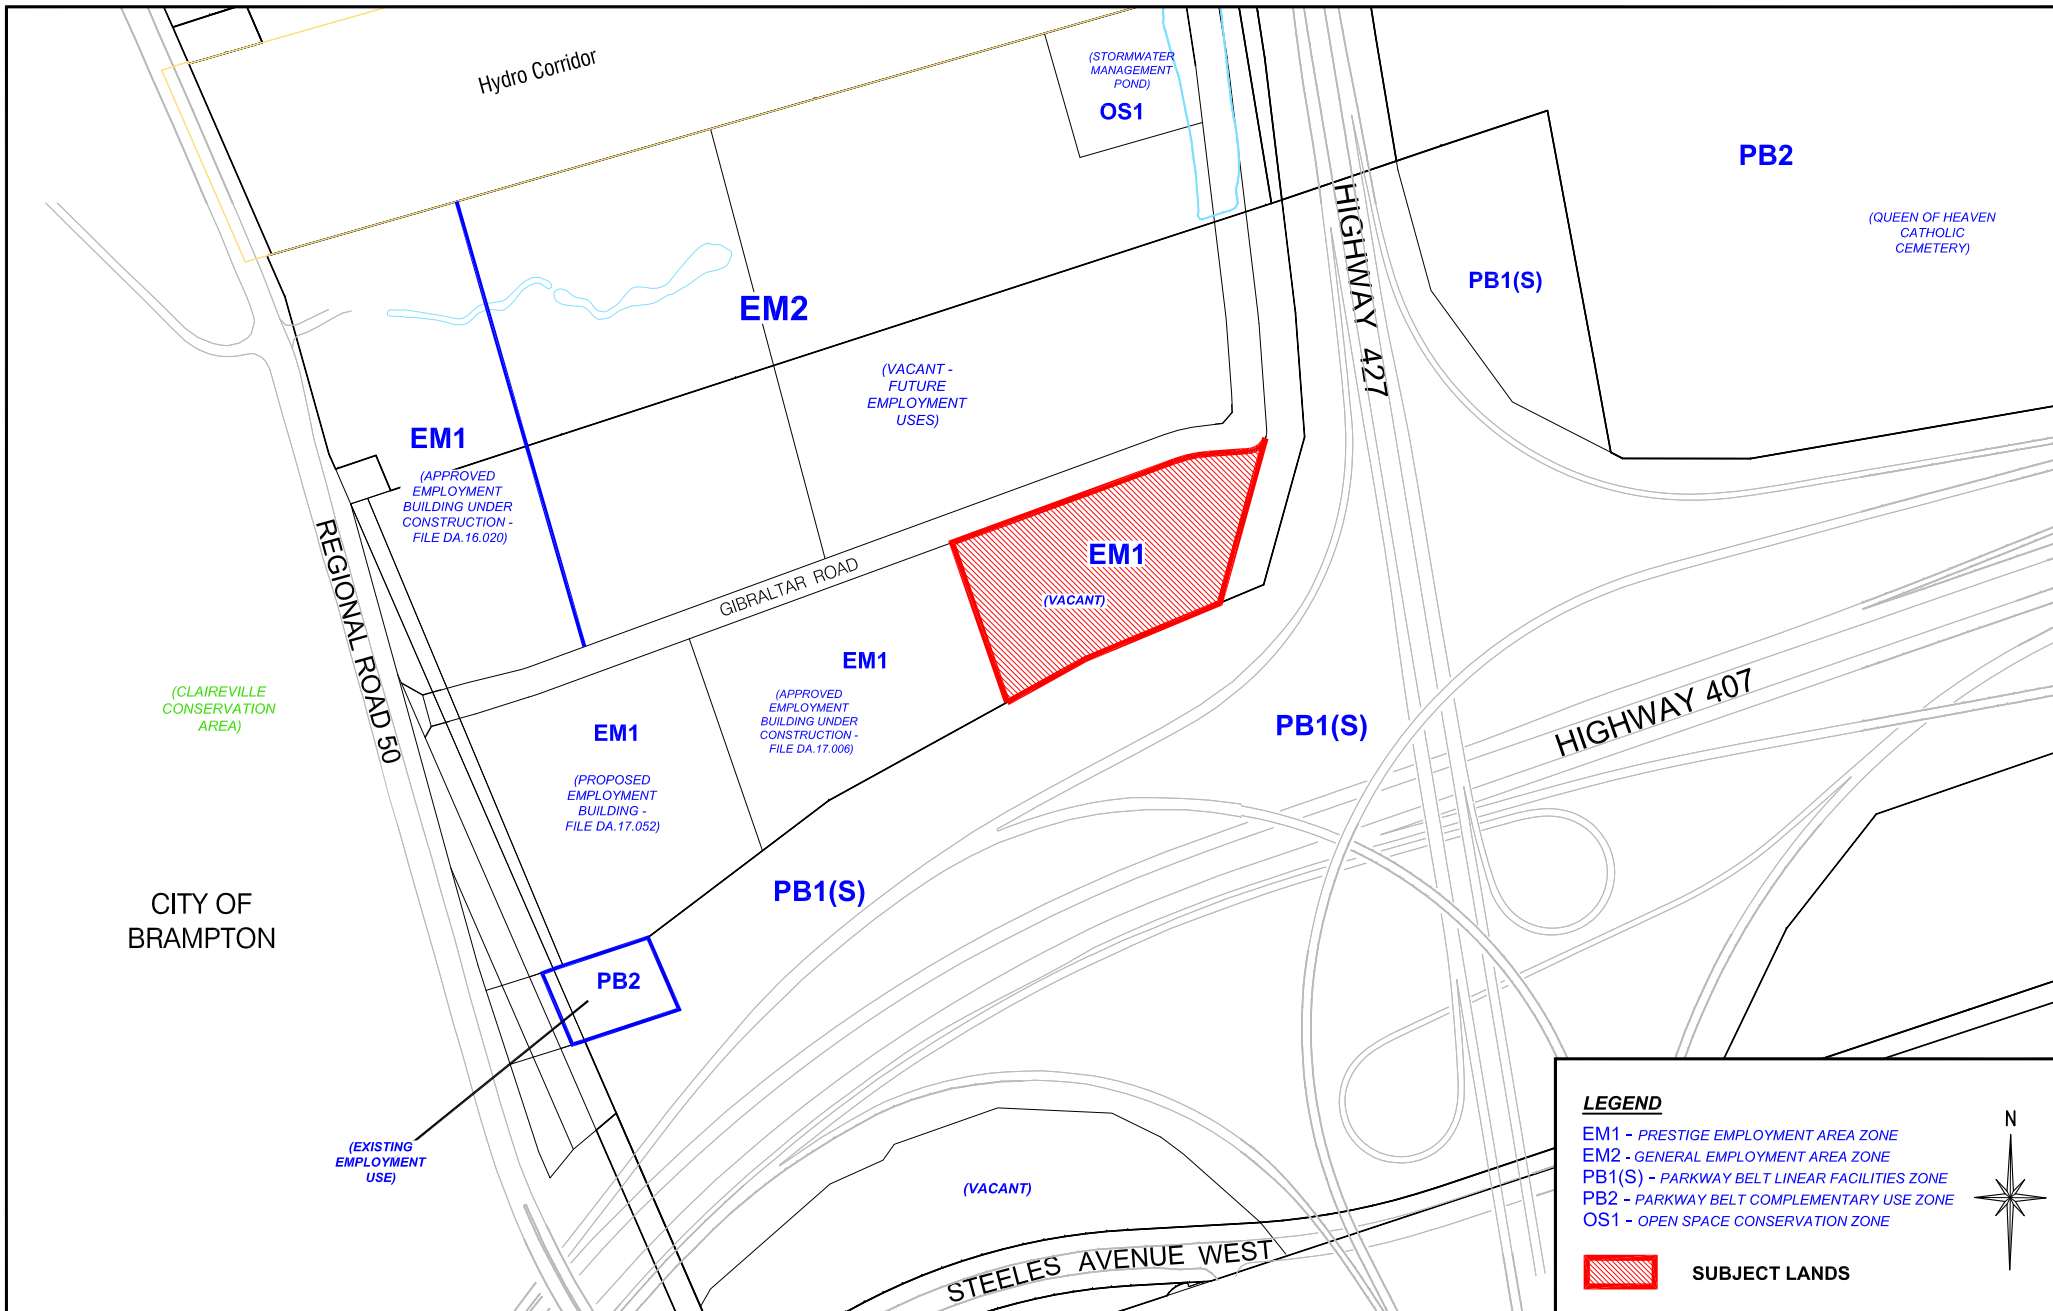 Hydro Corridor
(STORMWATER
MANAGEMENT
POND)
OS1
PB2
(QUEEN OF HEAVEN
CATHOLIC
CEMETERY)
PB1(S)
HIGHWAY 427
EM2
(VACANT -
FUTURE
EMPLOYMENT
USES)
EM1
(APPROVED
EMPLOYMENT
BUILDING UNDER
CONSTRUCTION -
FILE DA.16.020)
REGIONAL ROAD 50
GIBRALTAR ROAD
EM1
(VACANT)
EM1
(APPROVED
EMPLOYMENT
BUILDING UNDER
CONSTRUCTION -
FILE DA.17.006)
EM1
(PROPOSED
EMPLOYMENT
BUILDING -
FILE DA.17.052)
(CLAIREVILLE
CONSERVATION
AREA)
PB1(S)
HIGHWAY 407
PB1(S)
CITY OF
BRAMPTON
PB2
(EXISTING
EMPLOYMENT
USE)
(VACANT)
STEELES AVENUE WEST
LEGEND
EM1 - PRESTIGE EMPLOYMENT AREA ZONE
EM2 - GENERAL EMPLOYMENT AREA ZONE
PB1(S) - PARKWAY BELT LINEAR FACILITIES ZONE
PB2 - PARKWAY BELT COMPLEMENTARY USE ZONE
OS1 - OPEN SPACE CONSERVATION ZONE
N
SUBJECT LANDS